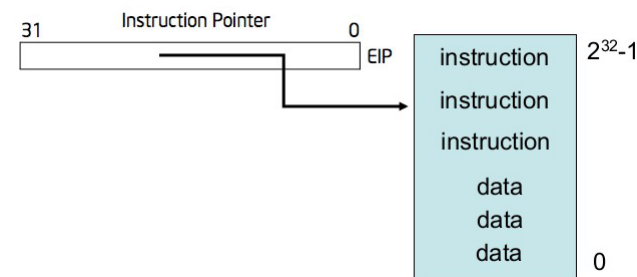 Instruction Pointer
31 0
EIP
instruction 2³²-1
instruction
instruction
data
data
data
0